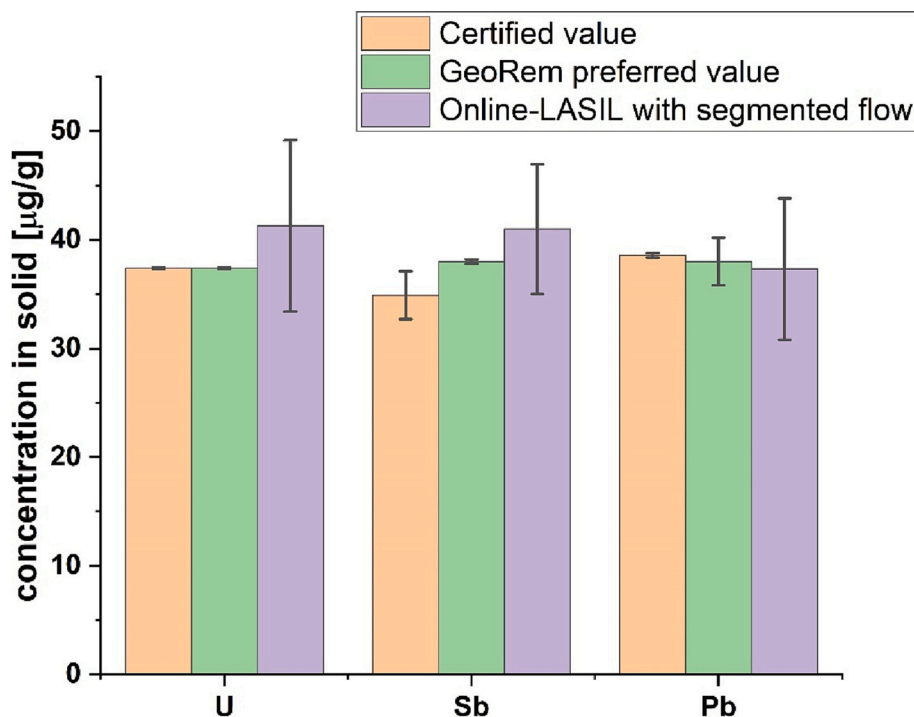 Certified value
GeoRem preferred value
Online-LASIL with segmented flow
concentration in solid [µg/g]
50
40
30
20
10
0
U Sb Pb